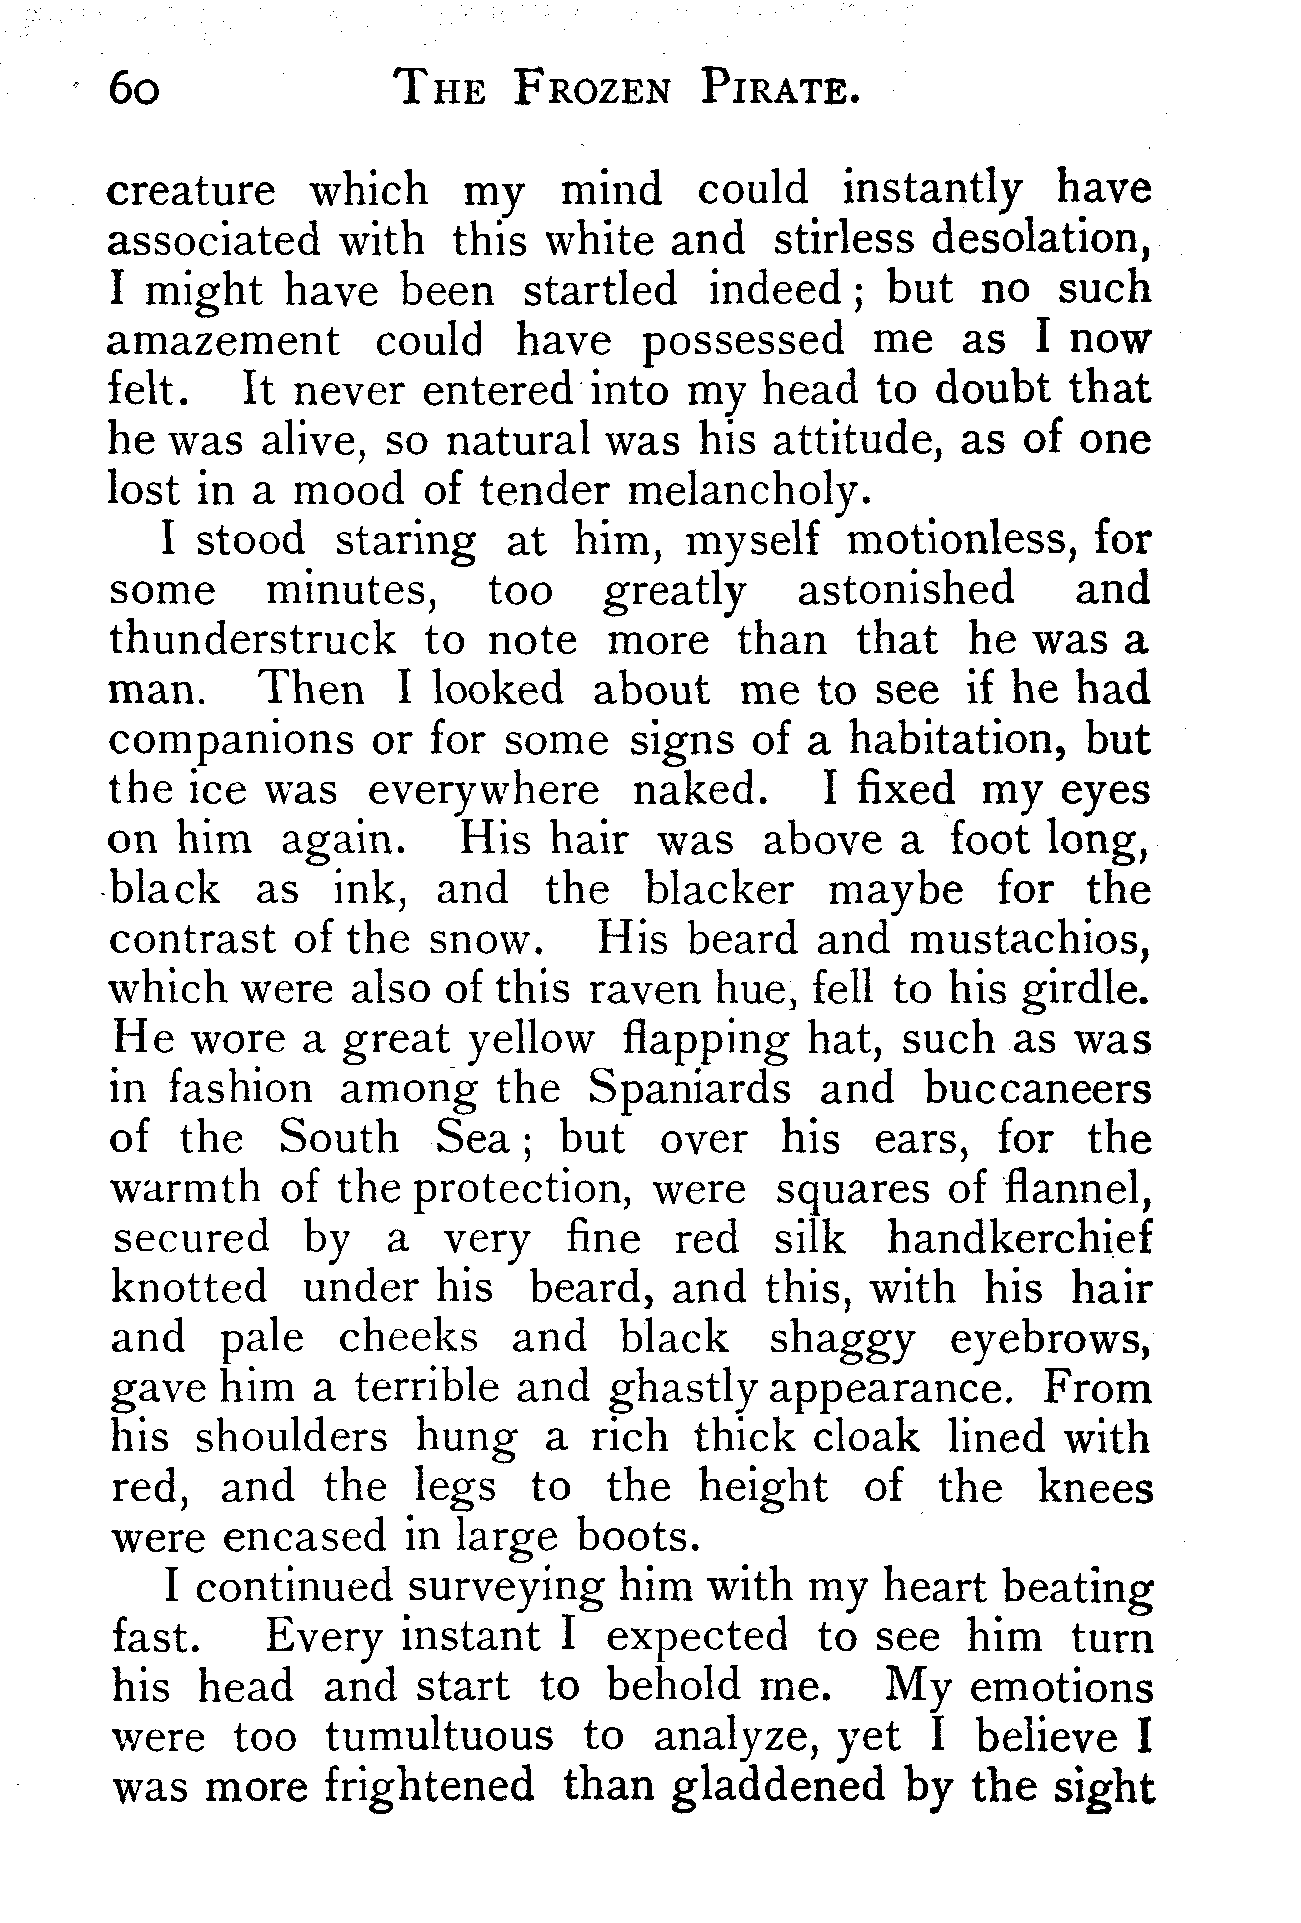 60 THE FROZEN PIRATE.
creature which my mind could instantly have
associated with this white and stirless desolation,
I might have been startled indeed ; but no such
amazement could have possessed me as I now
felt. It never entered into my head to doubt that
he was alive, so natural was his attitude, as of one
lost in a mood of tender melancholy.
I stood staring at him, myself motionless, for
some minutes, too greatly astonished and
thunderstruck to note more than that he was a
man. Then I looked about me to see if he had
companions or for some signs of a habitation, but
the ice was everywhere naked. I fixed my eyes
on him again. His hair was above a foot long,
black as ink, and the blacker maybe for the
contrast of the snow. His beard and mustachios,
which were also of this raven hue, fell to his girdle.
He wore a great yellow flapping hat, such as was
in fashion among the Spaniards and buccaneers
of the South Sea ; but over his ears, for the
warmth of the protection, were squares of flannel,
secured by a very fine red silk handkerchief
knotted under his beard, and this, with his hair
and pale cheeks and black shaggy eyebrows,
gave him a terrible and ghastly appearance. From
his shoulders hung a rich thick cloak lined with
red, and the legs to the height of the knees
were encased in large boots.
I continued surveying him with my heart beating
fast. Every instant I expected to see him turn
his head and start to behold me. My emotions
were too tumultuous to analyze, yet I believe I
was more frightened than gladdened by the sight